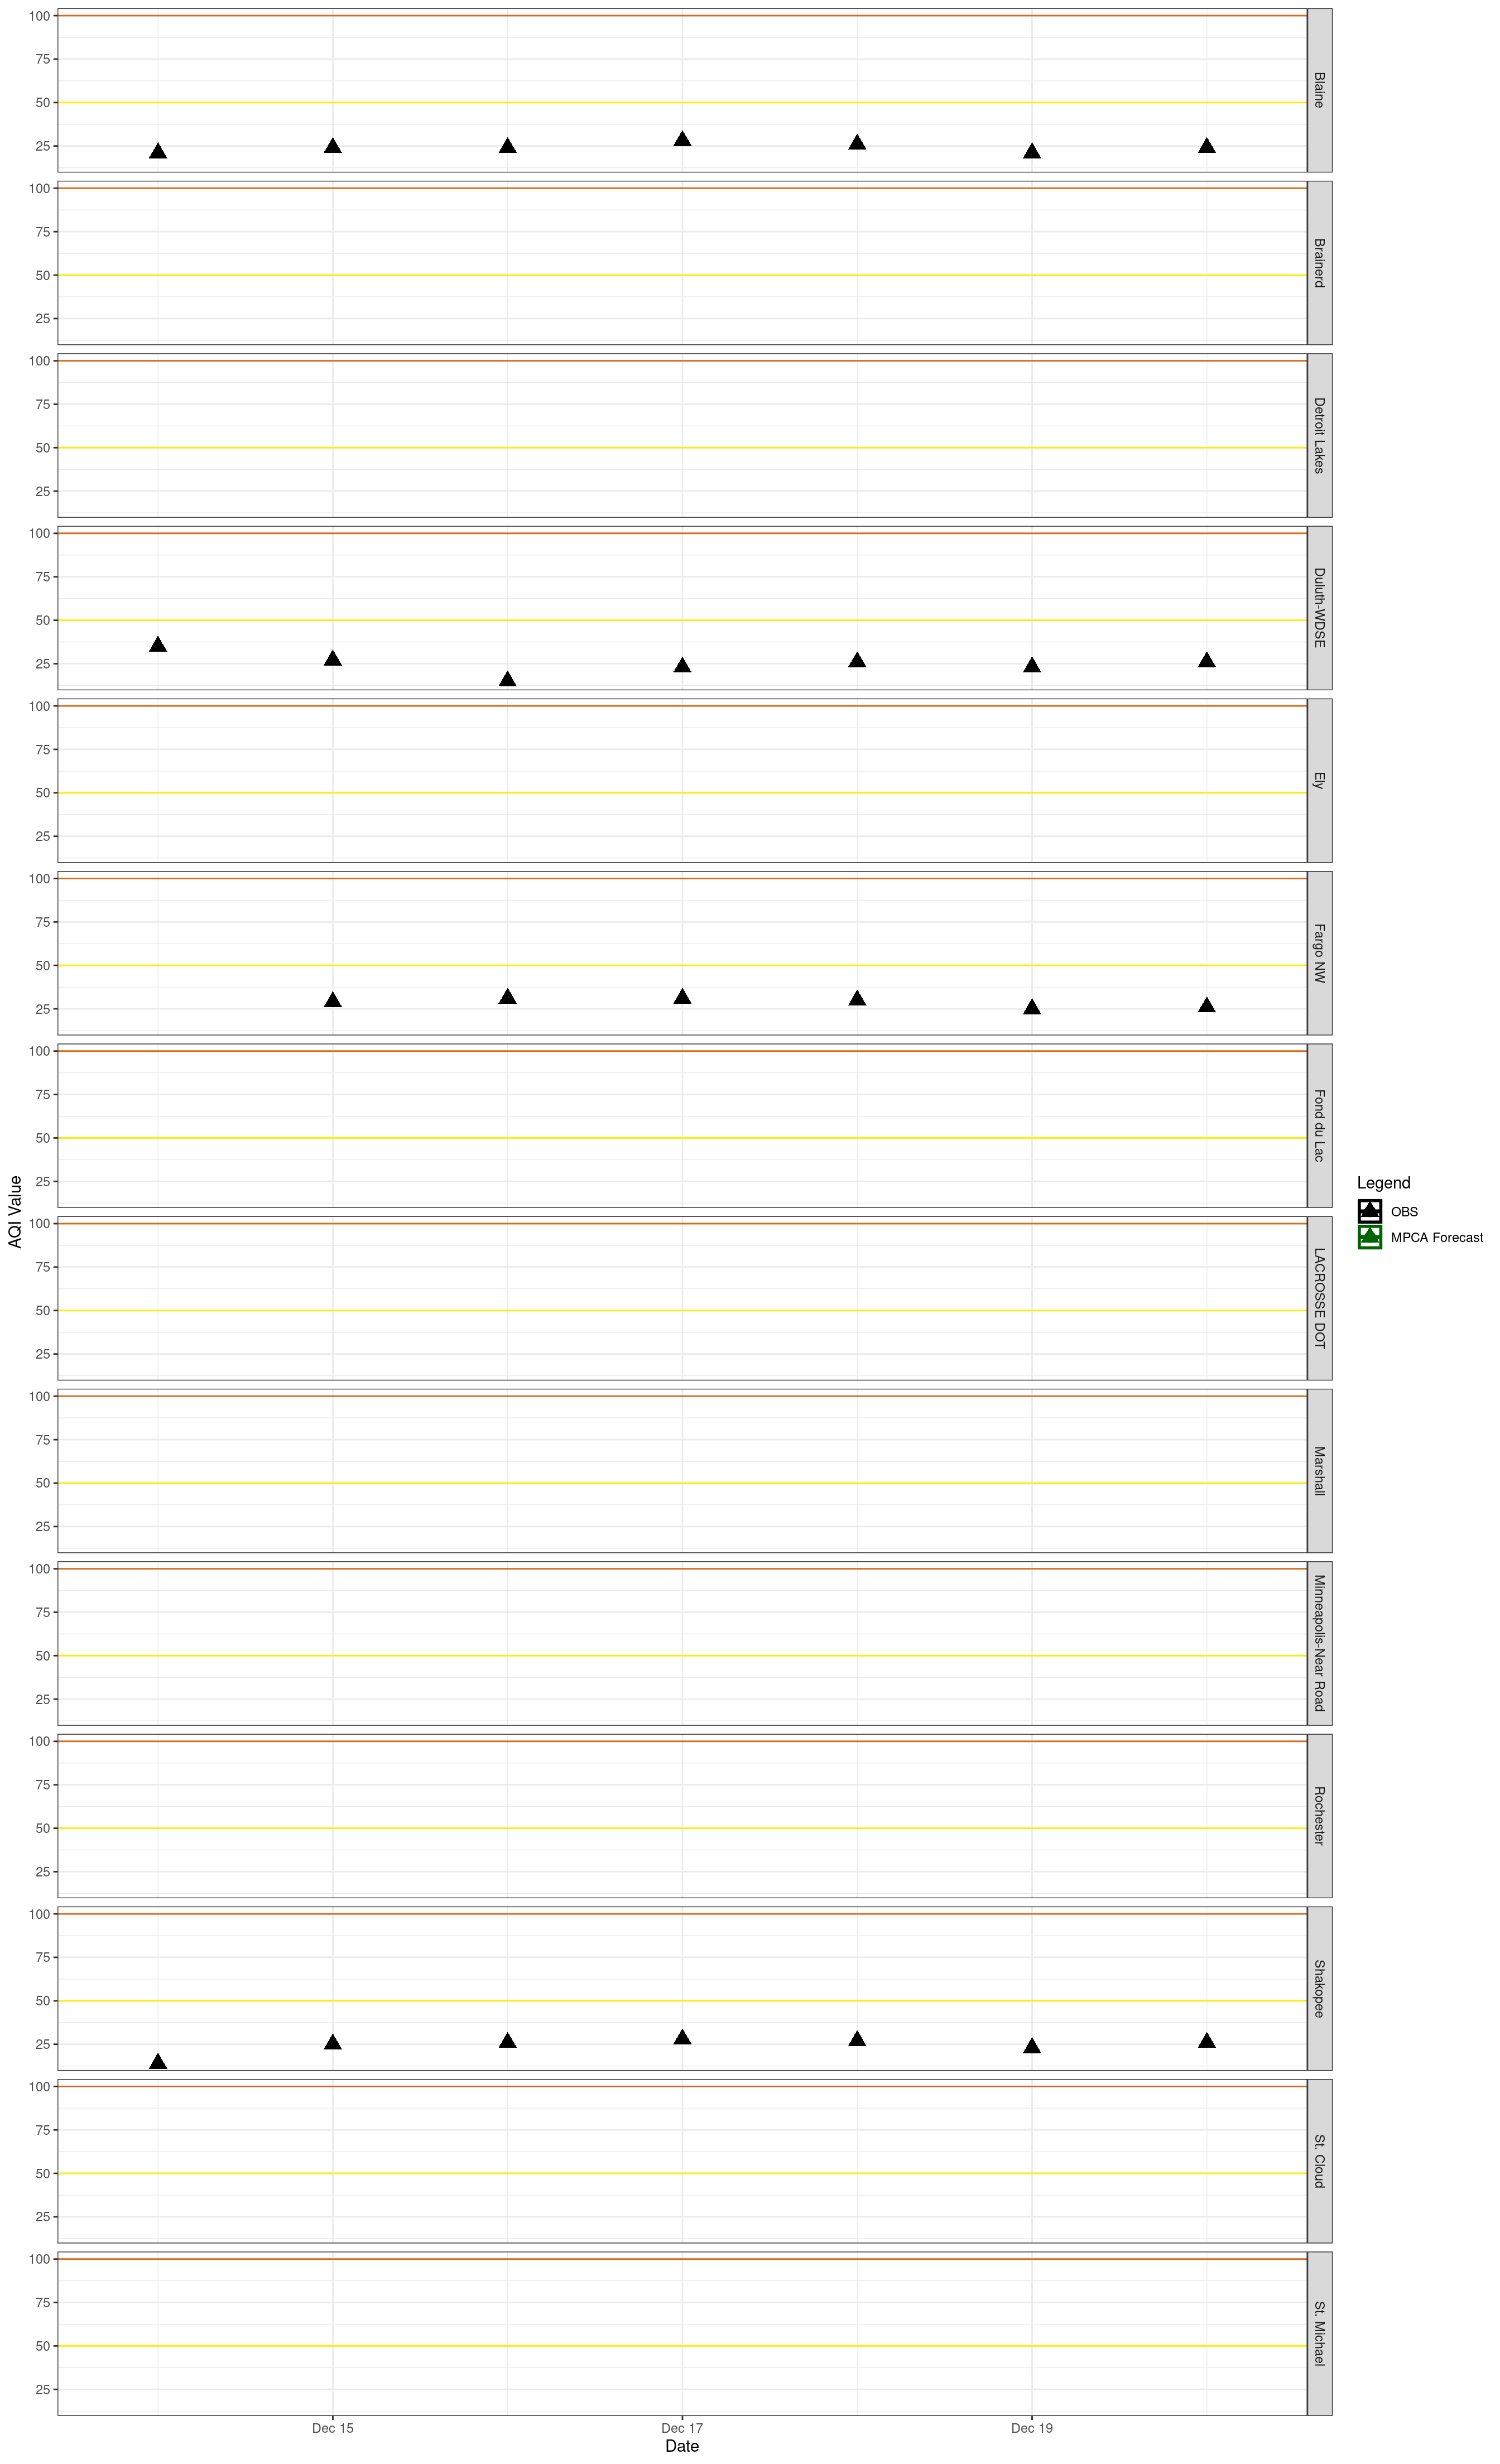 100
75
50
25
Blaine
100
75
50
25
Brainerd
100
75
50
25
Detroit Lakes
100
75
50
25
Duluth-WDSE
100
75
50
25
Ely
100
75
50
25
Fargo NW
100
75
50
25
Fond du Lac
100
75
50
25
LACROSSE DOT
100
75
50
25
Marshall
100
75
50
25
Minneapolis-Near Road
100
75
50
25
Rochester
100
75
50
25
Shakopee
100
75
50
25
St. Cloud
100
75
50
25
St. Michael
AQI Value
Dec 15
Dec 17
Dec 19
Date
Legend
OBS
MPCA Forecast